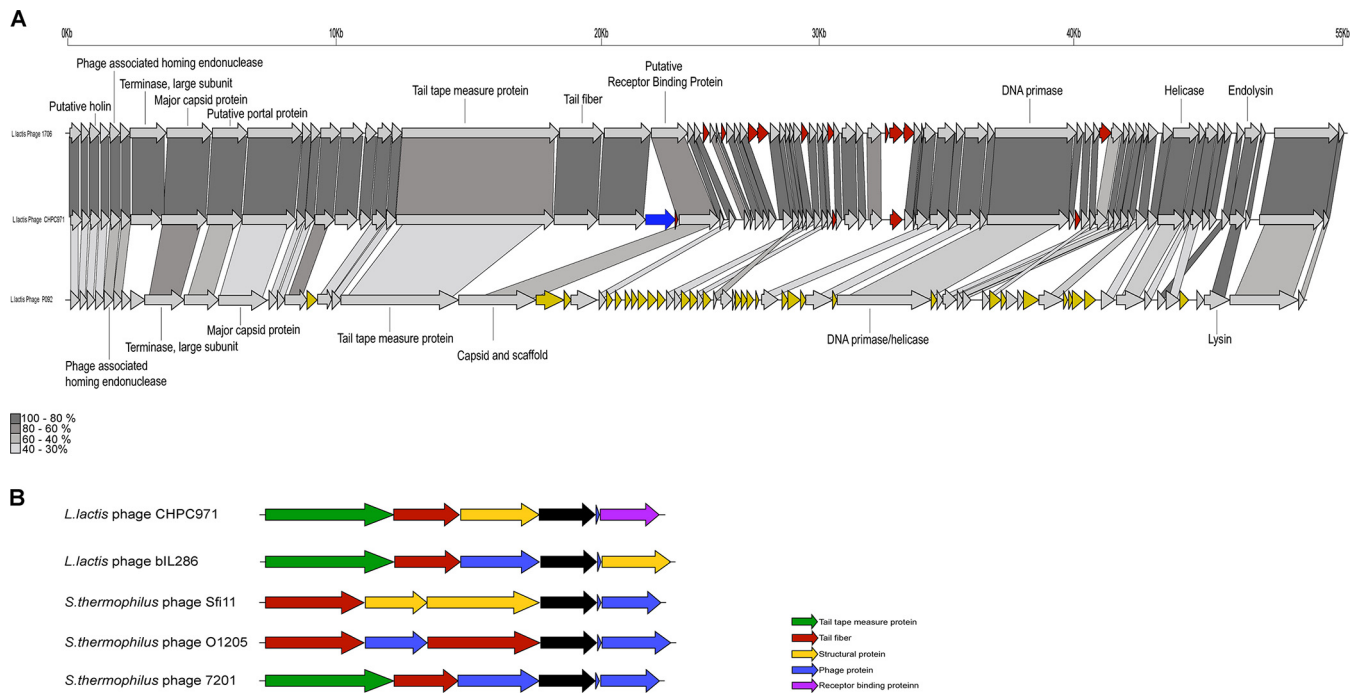 A
0Kb 10Kb 20Kb 30Kb 40Kb 55Kb
Phage associated homing endonuclease
Terminase, large subunit
Putative holin
Major capsid protein
Putative portal protein
Tail tape measure protein
Tail fiber
Putative
Receptor Binding Protein
DNA primase
Helicase
Endolysin
L.lactis Phage 1706
L.lactis Phage CHPC971
L.lactis Phage P092
Phage associated
homing endonuclease
Terminase, large subunit
Major capsid protein
Tail tape measure protein
Capsid and scaffold
DNA primase/helicase
Lysin
100 - 80 %
80 - 60 %
60 - 40 %
40 - 30%
B
L.lactis phage CHPC971
L.lactis phage bIL286
S.thermophilus phage Sfi11
S.thermophilus phage O1205
S.thermophilus phage 7201
Tail tape measure protein
Tail fiber
Structural protein
Phage protein
Receptor binding proteinn